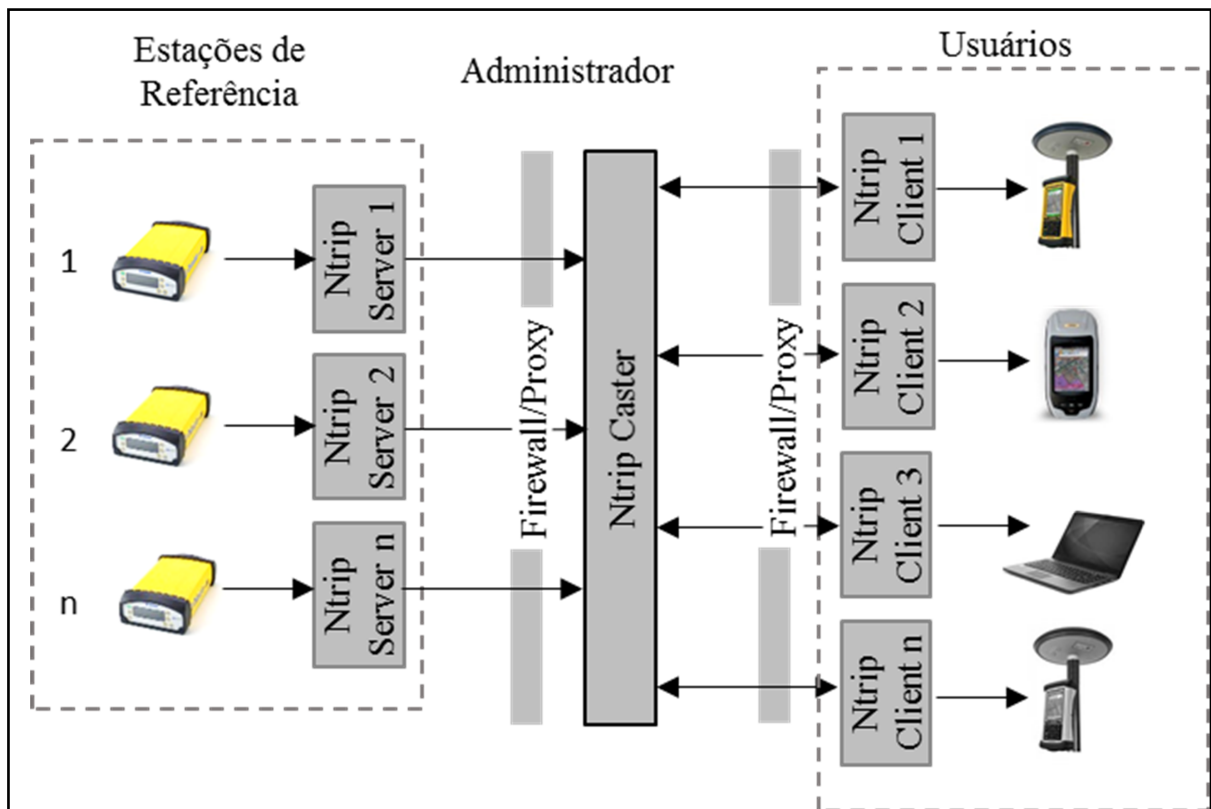 Estações de
Referência
Administrador
Usuários
1
Ntrip
Server 1
2
Ntrip
Server 2
n
Ntrip
Server n
Firewall/Proxy
Ntrip Caster
Firewall/Proxy
Ntrip
Client 1
Ntrip
Client 2
Ntrip
Client 3
Ntrip
Client n